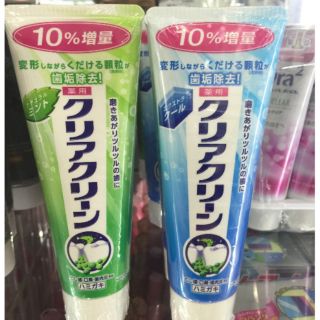 10%増量
変形しながらくだける顆粒が
歯垢除去!
薬用
ミント
クリアクリーン
磨きあがりツルツルの歯に
ハミガキ
10%増量
変形しながらくだける顆粒が
歯垢除去!
薬用
クール
クリアクリーン
磨きあがりツルツルの歯に
ハミガキ